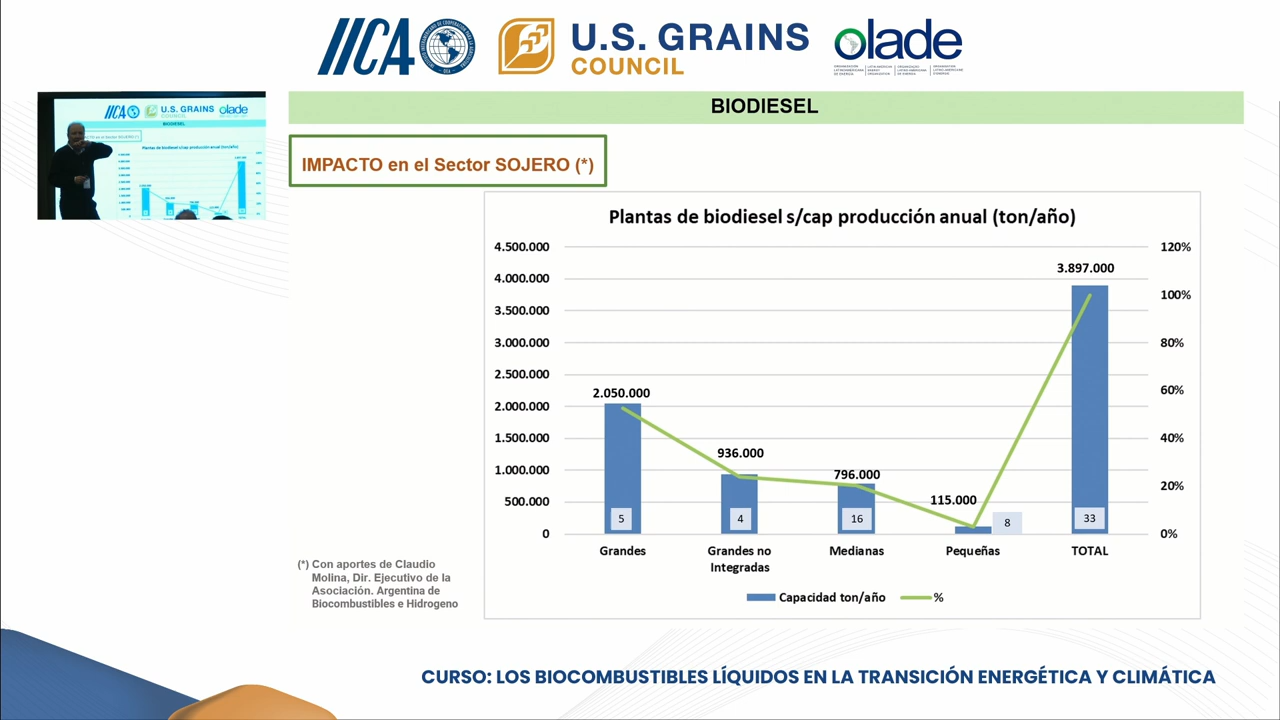 IICA
U.S. GRAINS
COUNCIL
olade
BIODIESEL
IMPACTO en el Sector SOJERO (*)
Plantas de biodiesel s/cap producción anual (ton/año)
4.500.000
4.000.000
3.500.000
3.000.000
2.500.000
2.000.000
1.500.000
1.000.000
500.000
0
120%
100%
80%
60%
40%
20%
0%
2.050.000
936.000
796.000
115.000
3.897.000
5
4
16
8
33
Grandes
Grandes no
Integradas
Medianas
Pequeñas
TOTAL
Capacidad ton/año
%
(*) Con aportes de Claudio
Molina, Dir. Ejecutivo de la
Asociación. Argentina de
Biocombustibles e Hidrogeno
CURSO: LOS BIOCOMBUSTIBLES LÍQUIDOS EN LA TRANSICIÓN ENERGÉTICA Y CLIMÁTICA